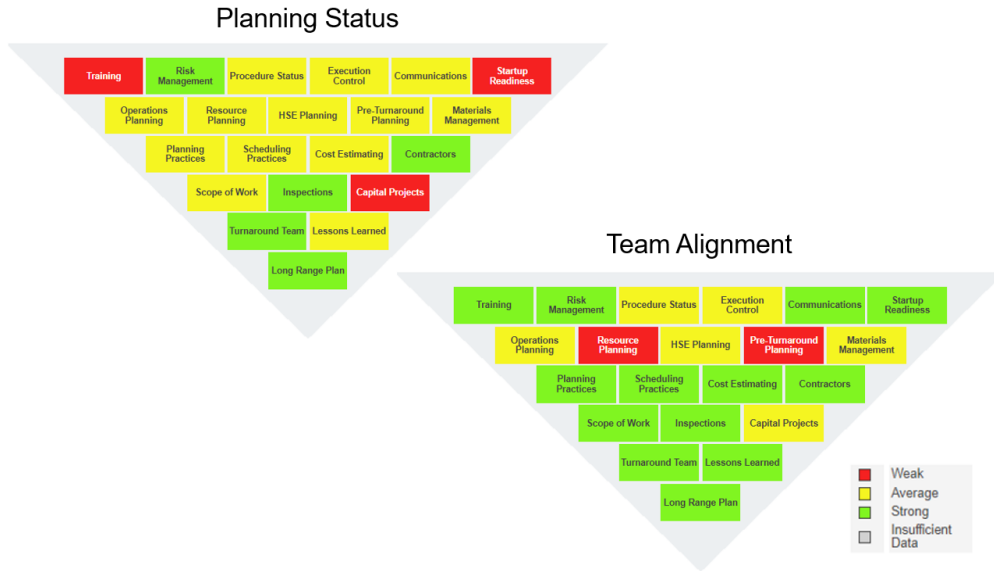 Planning Status
Training
Risk
Management
Procedure Status
Execution
Control
Communications
Startup
Readiness
Operations
Planning
Resource
Planning
HSE Planning
Pre-Turnaround
Planning
Materials
Management
Planning
Practices
Scheduling
Practices
Cost Estimating
Contractors
Scope of Work
Inspections
Capital Projects
Turnaround Team
Lessons Learned
Long Range Plan
Team Alignment
Training
Risk
Management
Procedure Status
Execution
Control
Communications
Startup
Readiness
Operations
Planning
Resource
Planning
HSE Planning
Pre-Turnaround
Planning
Materials
Management
Planning
Practices
Scheduling
Practices
Cost Estimating
Contractors
Scope of Work
Inspections
Capital Projects
Turnaround Team
Lessons Learned
Long Range Plan
Weak
Average
Strong
Insufficient
Data